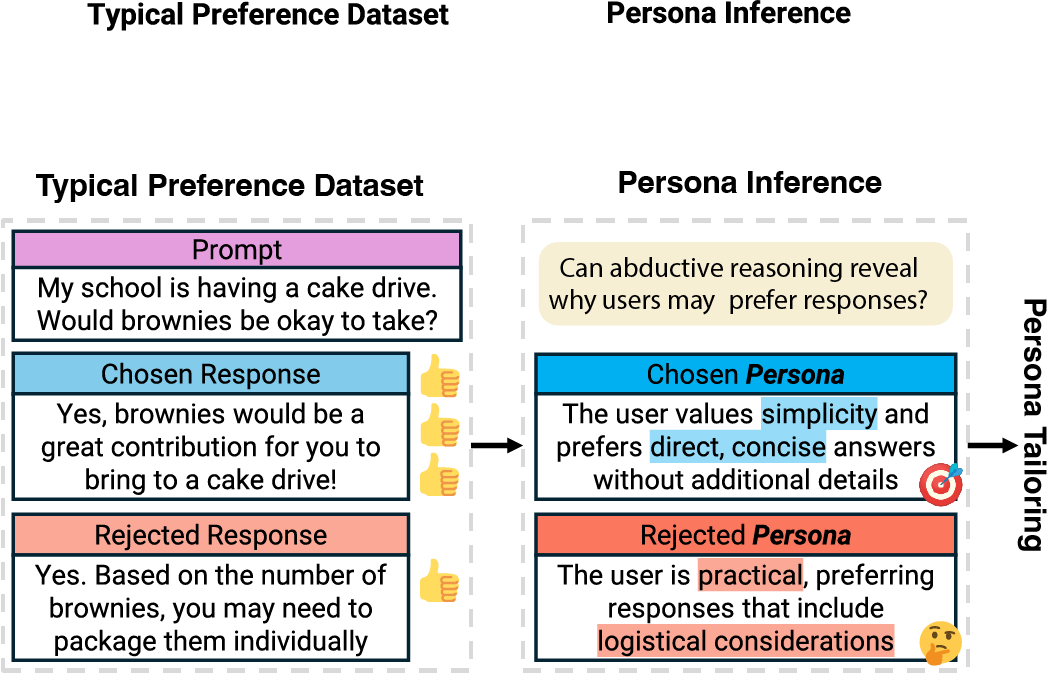 Typical Preference Dataset
Persona Inference
Typical Preference Dataset
Prompt
My school is having a cake drive.
Would brownies be okay to take?
Chosen Response
Yes, brownies would be a
great contribution for you to
bring to a cake drive!
Rejected Response
Yes. Based on the number of
brownies, you may need to
package them individually
Persona Inference
Can abductive reasoning reveal
why users may prefer responses?
Chosen Persona
The user values simplicity and
prefers direct, concise answers
without additional details
Rejected Persona
The user is practical, preferring
responses that include
logistical considerations
Persona Tailoring